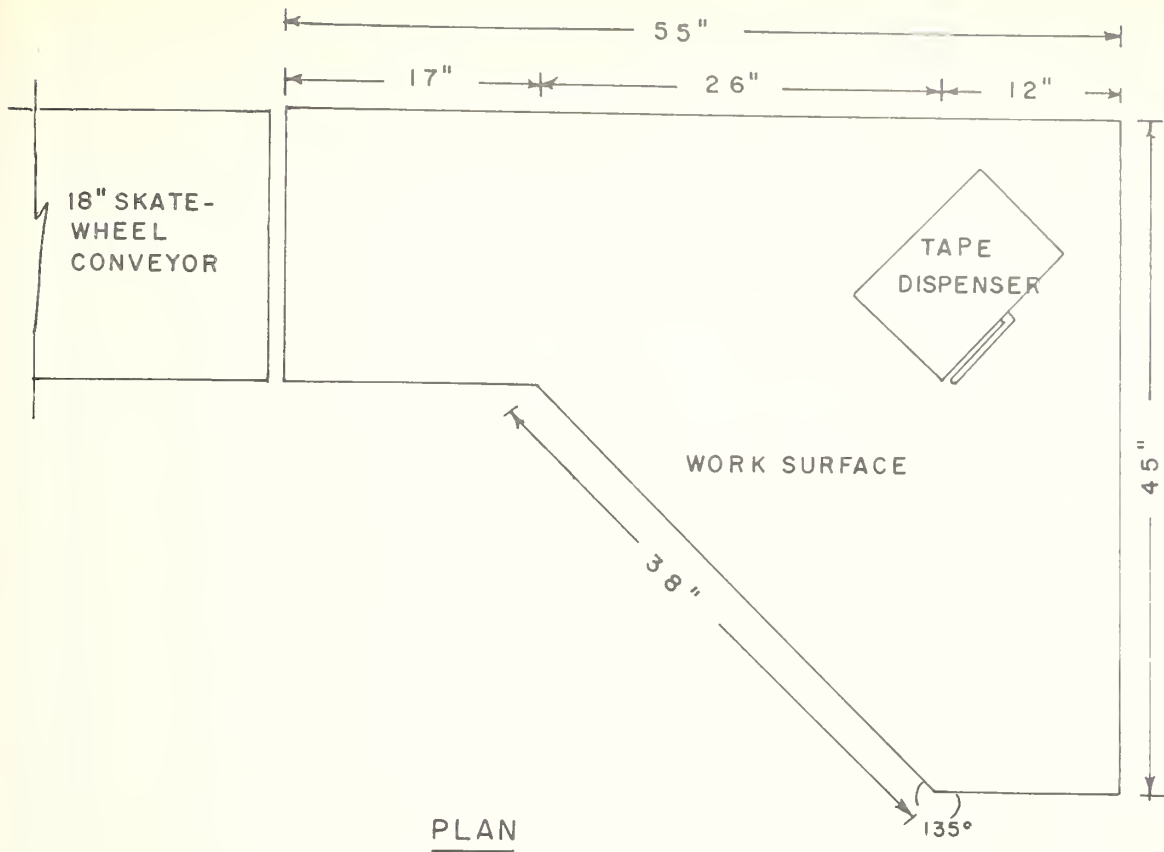 55"
17"
26"
12"
18" SKATE-
WHEEL
CONVEYOR
TAPE
DISPENSER
WORK SURFACE
45"
38"
135°
PLAN